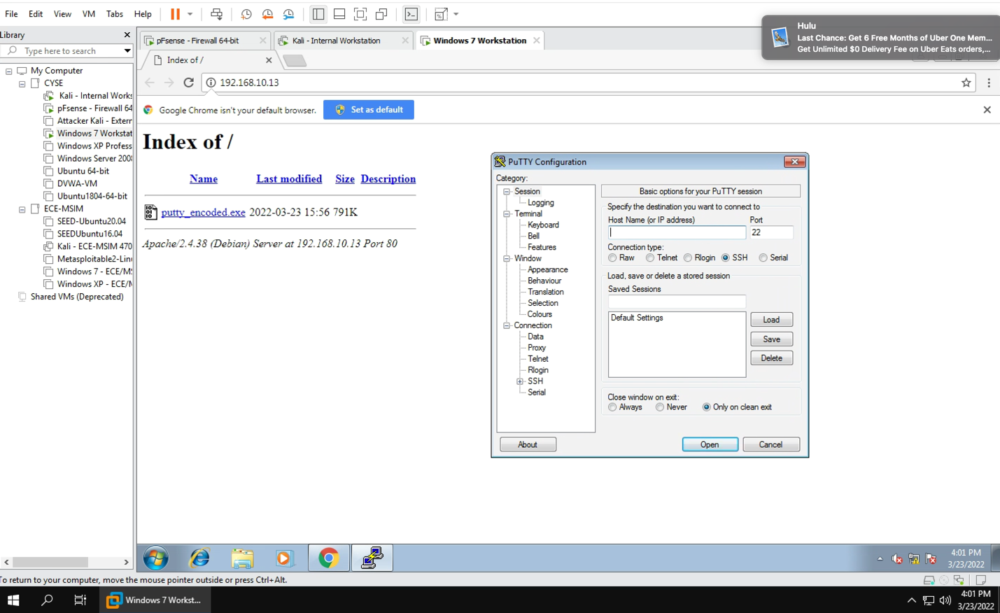 File Edit View VM Tabs Help
Hulu
Last Chance: Get 6 Free Months of Uber One Mem...
Get Unlimited $0 Delivery Fee on Uber Eats orders,...
Library
Type here to search
My Computer
CYSE
Kali - Internal Works
pFsense - Firewall 64
Attacker Kali - Extern
Windows 7 Workstat
Windows XP Profess
Windows Server 2008
Ubuntu 64-bit
DVWA-VM
Ubuntu1804-64-bit
ECE-MSIM
SEED-Ubuntu20.04
SEEDUbuntu16.04
Kali - ECE-MSIM 470
Metasploitable2-Linu
Windows 7 - ECE/MS
Windows XP - ECE/M
Shared VMs (Deprecated)
pFsense - Firewall 64-bit
Kali - Internal Workstation
Windows 7 Workstation
Index of /
192.168.10.13
Google Chrome isn't your default browser.
Set as default
Index of /
Name Last modified Size Description
putty_encoded.exe 2022-03-23 15:56 791K
Apache/2.4.38 (Debian) Server at 192.168.10.13 Port 80
PuTTY Configuration
Category:
Session
Logging
Terminal
Keyboard
Bell
Features
Window
Appearance
Behaviour
Translation
Selection
Colours
Connection
Data
Proxy
Telnet
Rlogin
SSH
Serial
Basic options for your PuTTY session
Specify the destination you want to connect to
Host Name (or IP address) Port
22
Connection type:
Raw Telnet Rlogin SSH Serial
Load, save or delete a stored session
Saved Sessions
Default Settings
Load
Save
Delete
Close window on exit:
Always Never Only on clean exit
About Open Cancel
4:01 PM
3/23/2022
To return to your computer, move the mouse pointer outside or press Ctrl+Alt.
Windows 7 Workst...
4:01 PM
3/23/2022